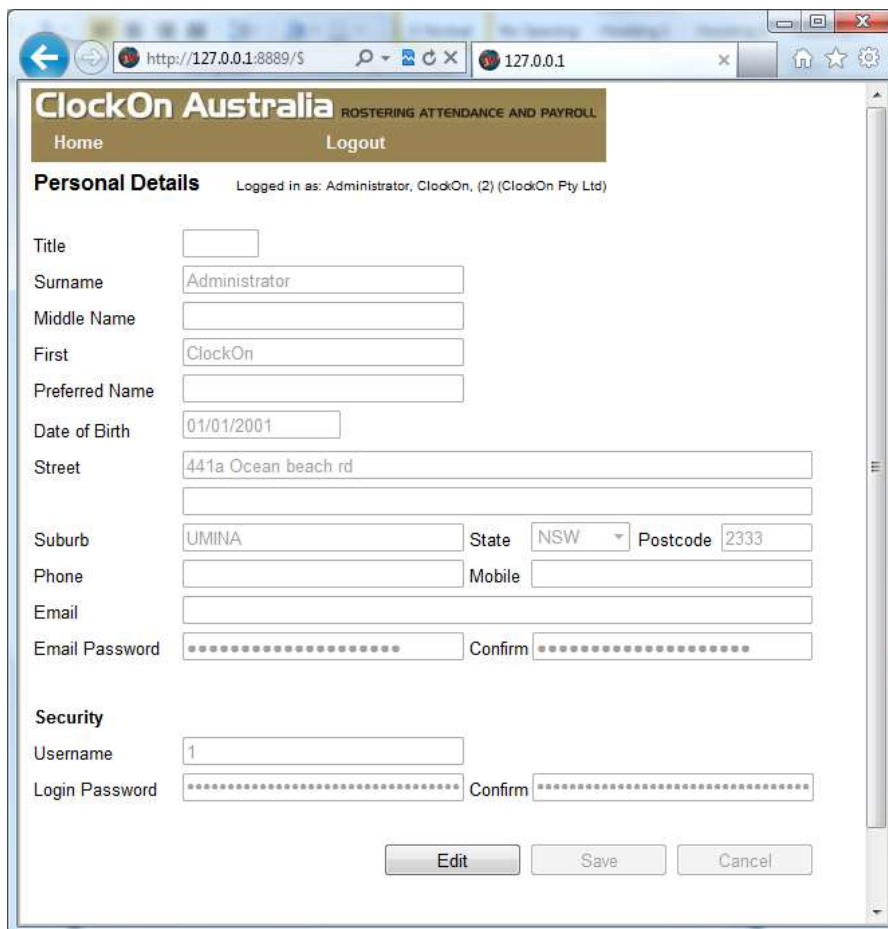 http://127.0.0.1:8889/S 127.0.0.1
ClockOn Australia ROSTERING ATTENDANCE AND PAYROLL
Home Logout
Personal Details Logged in as: Administrator, ClockOn, (2) (ClockOn Pty Ltd)
Title
Surname Administrator
Middle Name
First ClockOn
Preferred Name
Date of Birth 01/01/2001
Street 441a Ocean beach rd
Suburb UMINA State NSW Postcode 2333
Phone Mobile
Email
Email Password •••••••••••••••••••• Confirm ••••••••••••••••••••
Security
Username 1
Login Password •••••••••••••••••••••••••••••••••• Confirm ••••••••••••••••••••••••••••••••••
Edit Save Cancel